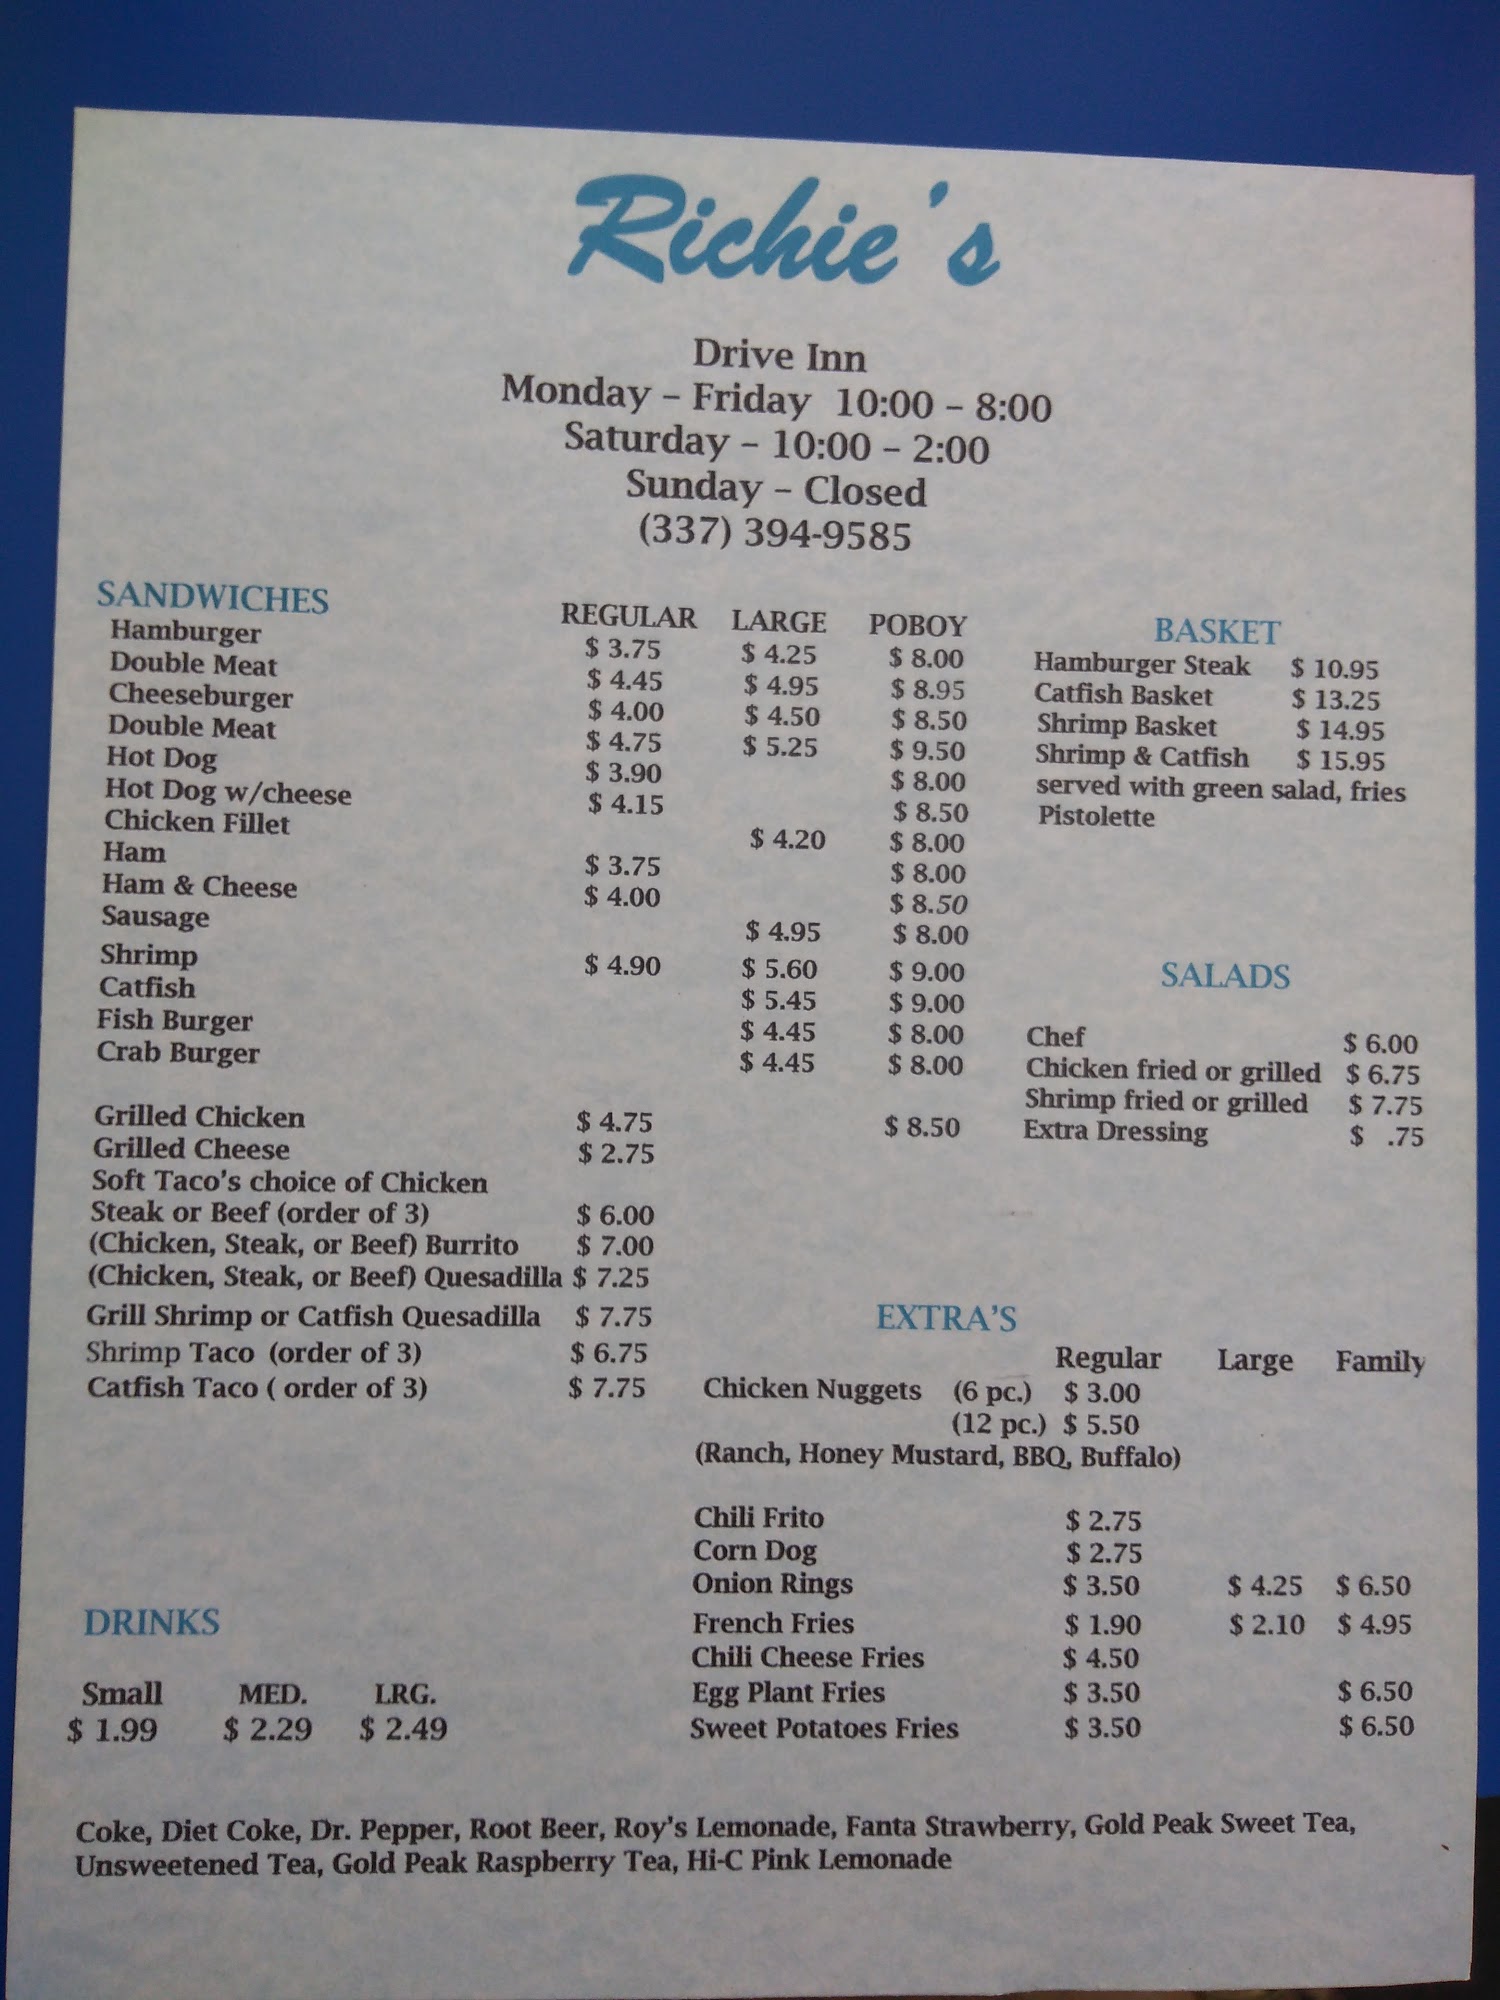 Richie's
Drive Inn
Monday – Friday 10:00 – 8:00
Saturday – 10:00 – 2:00
Sunday – Closed
(337) 394-9585
SANDWICHES REGULAR LARGE POBOY
Hamburger $ 3.75 $ 4.25 $ 8.00
Double Meat $ 4.45 $ 4.95 $ 8.95
Cheeseburger $ 4.00 $ 4.50 $ 8.50
Double Meat $ 4.75 $ 5.25 $ 9.50
Hot Dog $ 3.90 $ 8.00
Hot Dog w/cheese $ 4.15 $ 8.50
Chicken Fillet $ 4.20 $ 8.00
Ham $ 3.75 $ 8.00
Ham & Cheese $ 4.00 $ 8.50
Sausage $ 4.95 $ 8.00
Shrimp $ 4.90 $ 5.60 $ 9.00
Catfish $ 5.45 $ 9.00
Fish Burger $ 4.45 $ 8.00
Crab Burger $ 4.45 $ 8.00
Grilled Chicken $ 4.75 $ 8.50
Grilled Cheese $ 2.75
Soft Taco's choice of Chicken
Steak or Beef (order of 3) $ 6.00
(Chicken, Steak, or Beef) Burrito $ 7.00
(Chicken, Steak, or Beef) Quesadilla $ 7.25
Grill Shrimp or Catfish Quesadilla $ 7.75
Shrimp Taco (order of 3) $ 6.75
Catfish Taco ( order of 3) $ 7.75
BASKET
Hamburger Steak $ 10.95
Catfish Basket $ 13.25
Shrimp Basket $ 14.95
Shrimp & Catfish $ 15.95
served with green salad, fries
Pistolette
SALADS
Chef $ 6.00
Chicken fried or grilled $ 6.75
Shrimp fried or grilled $ 7.75
Extra Dressing $ .75
EXTRA'S
Regular Large Family
Chicken Nuggets (6 pc.) $ 3.00
(12 pc.) $ 5.50
(Ranch, Honey Mustard, BBQ, Buffalo)
Chili Frito $ 2.75
Corn Dog $ 2.75
Onion Rings $ 3.50 $ 4.25 $ 6.50
French Fries $ 1.90 $ 2.10 $ 4.95
Chili Cheese Fries $ 4.50
Egg Plant Fries $ 3.50 $ 6.50
Sweet Potatoes Fries $ 3.50 $ 6.50
DRINKS
Small MED. LRG.
$ 1.99 $ 2.29 $ 2.49
Coke, Diet Coke, Dr. Pepper, Root Beer, Roy's Lemonade, Fanta Strawberry, Gold Peak Sweet Tea,
Unsweetened Tea, Gold Peak Raspberry Tea, Hi-C Pink Lemonade